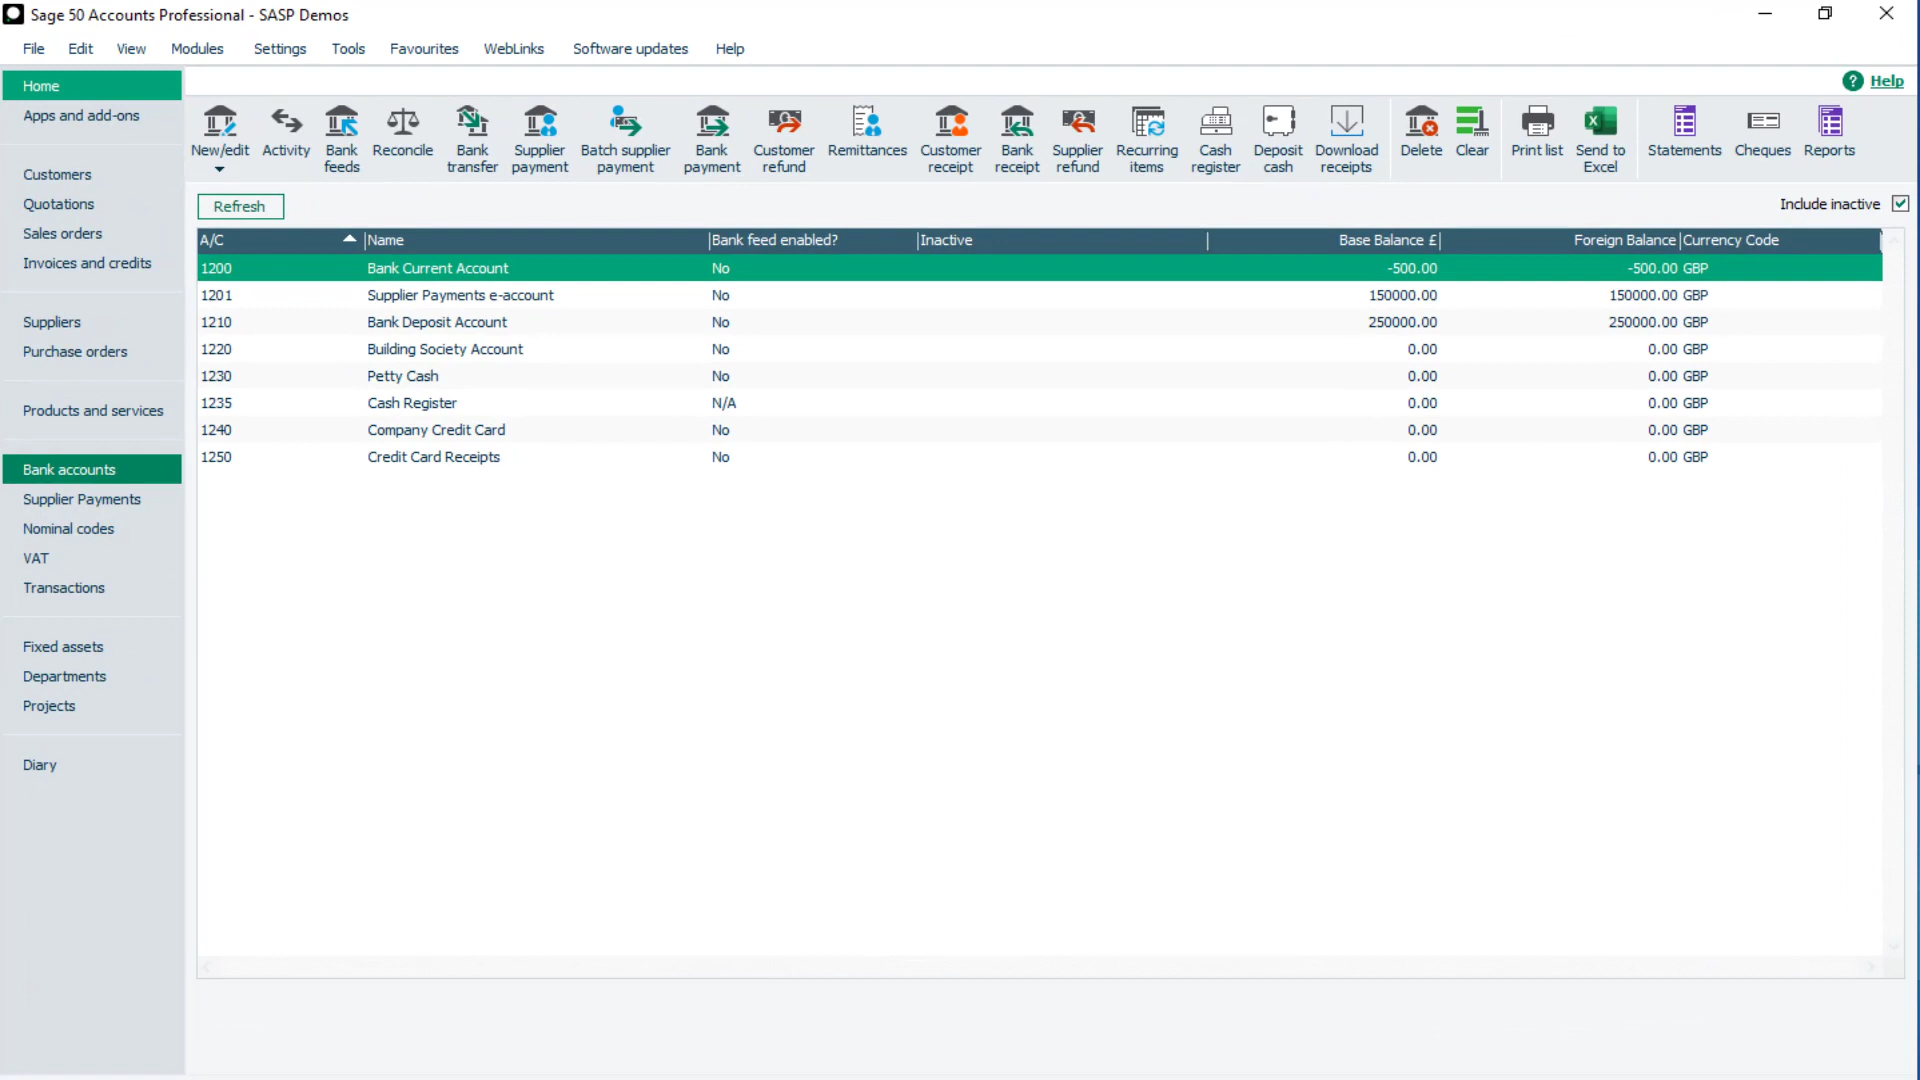 Sage 50 Accounts Professional - SASP Demos
File Edit View Modules Settings Tools Favourites WebLinks Software updates Help
? Help
Home
Apps and add-ons
Customers
Quotations
Sales orders
Invoices and credits
Suppliers
Purchase orders
Products and services
Bank accounts
Supplier Payments
Nominal codes
VAT
Transactions
Fixed assets
Departments
Projects
Diary
New/edit
Activity
Bank
feeds
Reconcile
Bank
transfer
Supplier
payment
Batch supplier
payment
Bank
payment
Customer
refund
Remittances
Customer
receipt
Bank
receipt
Supplier
refund
Recurring
items
Cash
register
Deposit
cash
Download
receipts
Delete
Clear
Print list
Send to
Excel
Statements
Cheques
Reports
Refresh
Include inactive
A/C Name Bank feed enabled? Inactive Base Balance £ Foreign Balance Currency Code
1200 Bank Current Account No -500.00 -500.00 GBP
1201 Supplier Payments e-account No 150000.00 150000.00 GBP
1210 Bank Deposit Account No 250000.00 250000.00 GBP
1220 Building Society Account No 0.00 0.00 GBP
1230 Petty Cash No 0.00 0.00 GBP
1235 Cash Register N/A 0.00 0.00 GBP
1240 Company Credit Card No 0.00 0.00 GBP
1250 Credit Card Receipts No 0.00 0.00 GBP